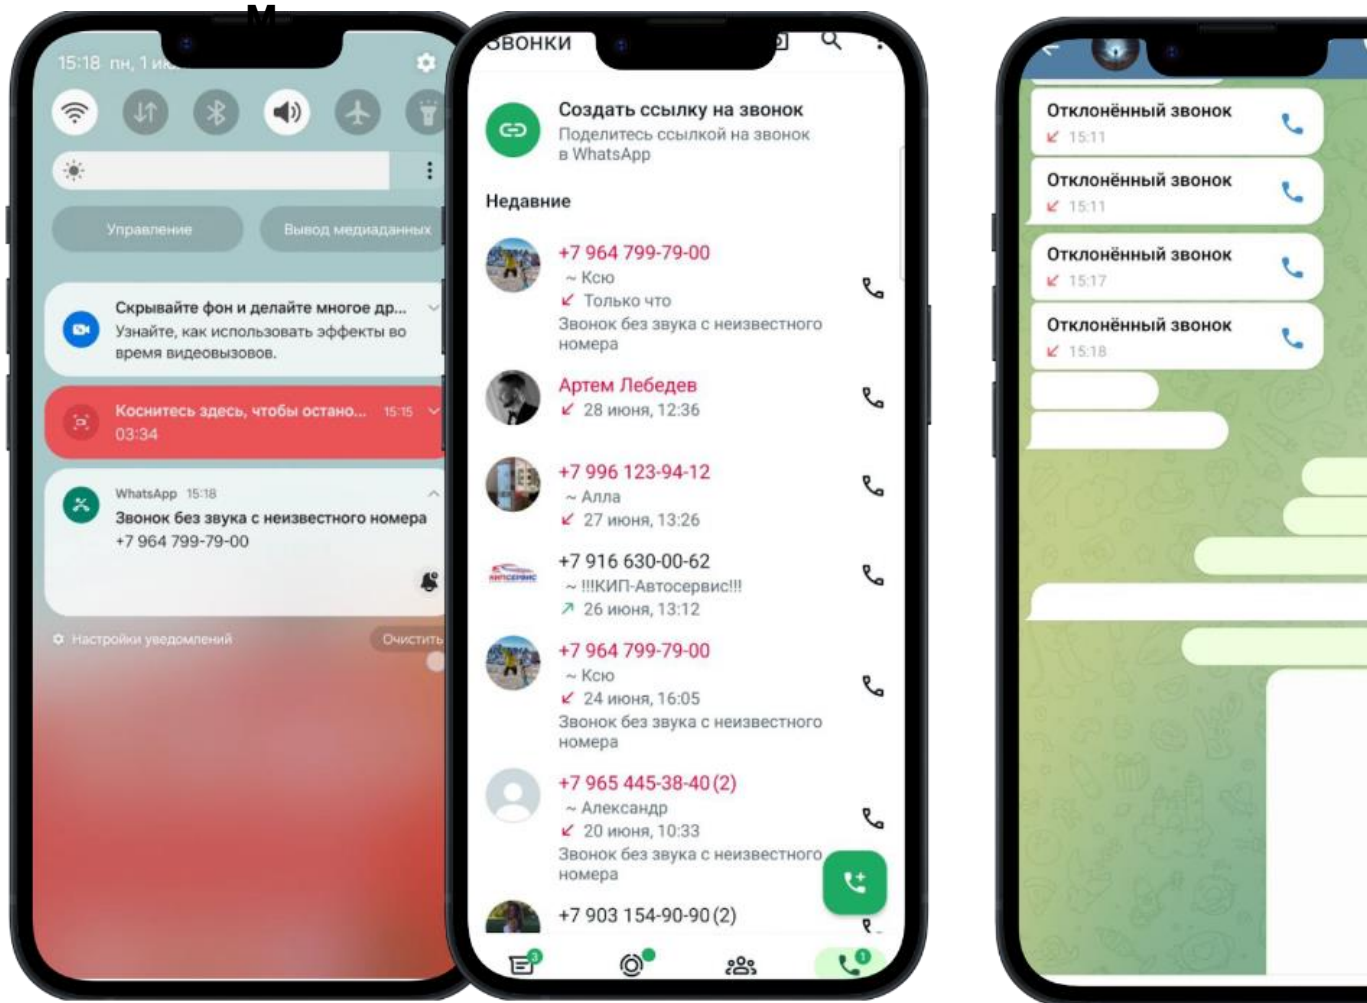 М
15:18 пн, 1 ию
Управление
Вывод медиаданных
Скрывайте фон и делайте многое др...
Узнайте, как использовать эффекты во
время видеовызовов.
Коснитесь здесь, чтобы остано... 15:15
03:34
WhatsApp 15:18
Звонок без звука с неизвестного номера
+7 964 799-79-00
Настройки уведомлений
Очистить
Звонки
Создать ссылку на звонок
Поделитесь ссылкой на звонок
в WhatsApp
Недавние
+7 964 799-79-00
~ Ксю
Только что
Звонок без звука с неизвестного
номера
Артем Лебедев
28 июня, 12:36
+7 996 123-94-12
~ Алла
27 июня, 13:26
КИПСЕРВИС
+7 916 630-00-62
~ !!!КИП-Автосервис!!!
26 июня, 13:12
+7 964 799-79-00
~ Ксю
24 июня, 16:05
Звонок без звука с неизвестного
номера
+7 965 445-38-40 (2)
~ Александр
20 июня, 10:33
Звонок без звука с неизвестного
номера
+7 903 154-90-90 (2)
3
1
Отклонённый звонок
15:11
Отклонённый звонок
15:11
Отклонённый звонок
15:17
Отклонённый звонок
15:18